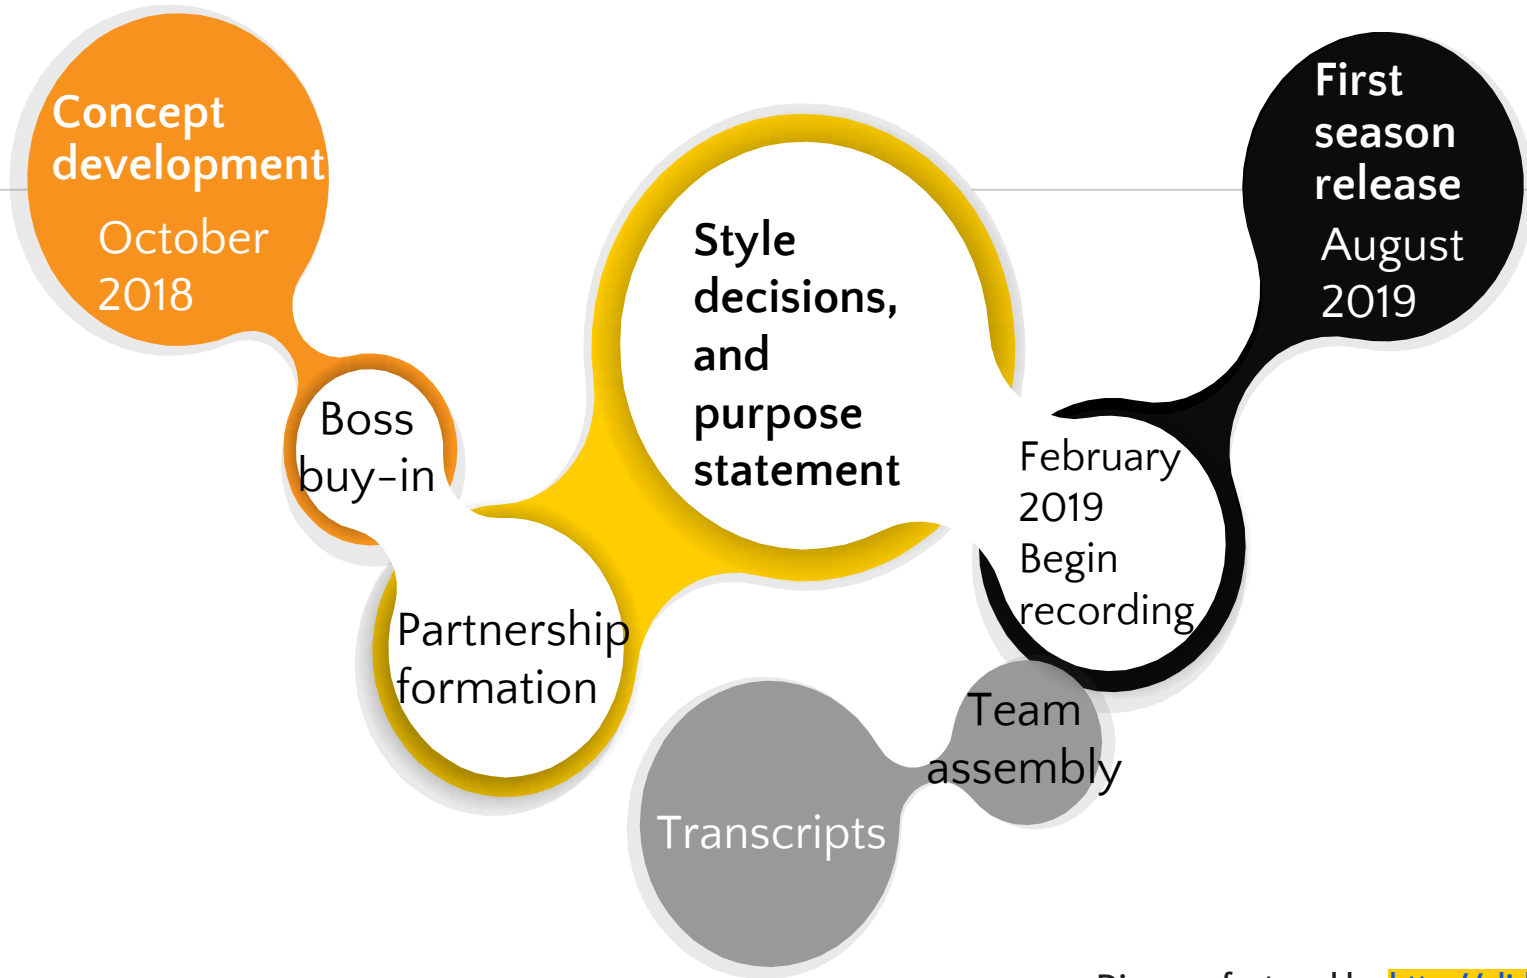 Concept
development
October
2018
Boss
buy-in
Partnership
formation
Style
decisions,
and
purpose
statement
February
2019
Begin
recording
First
season
release
August
2019
Team
assembly
Transcripts